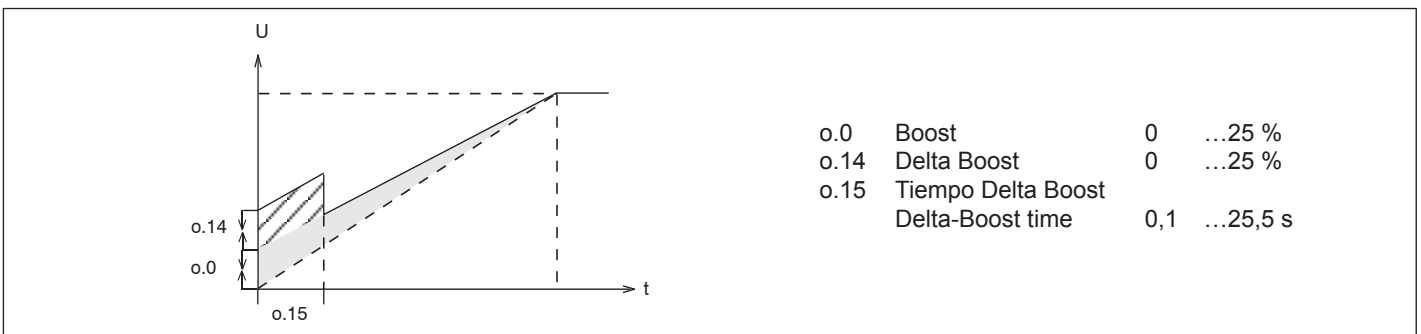 U
o.14
o.0
o.15
t
o.0 Boost 0 …25 %
o.14 Delta Boost 0 …25 %
o.15 Tiempo Delta Boost
Delta-Boost time 0,1 …25,5 s